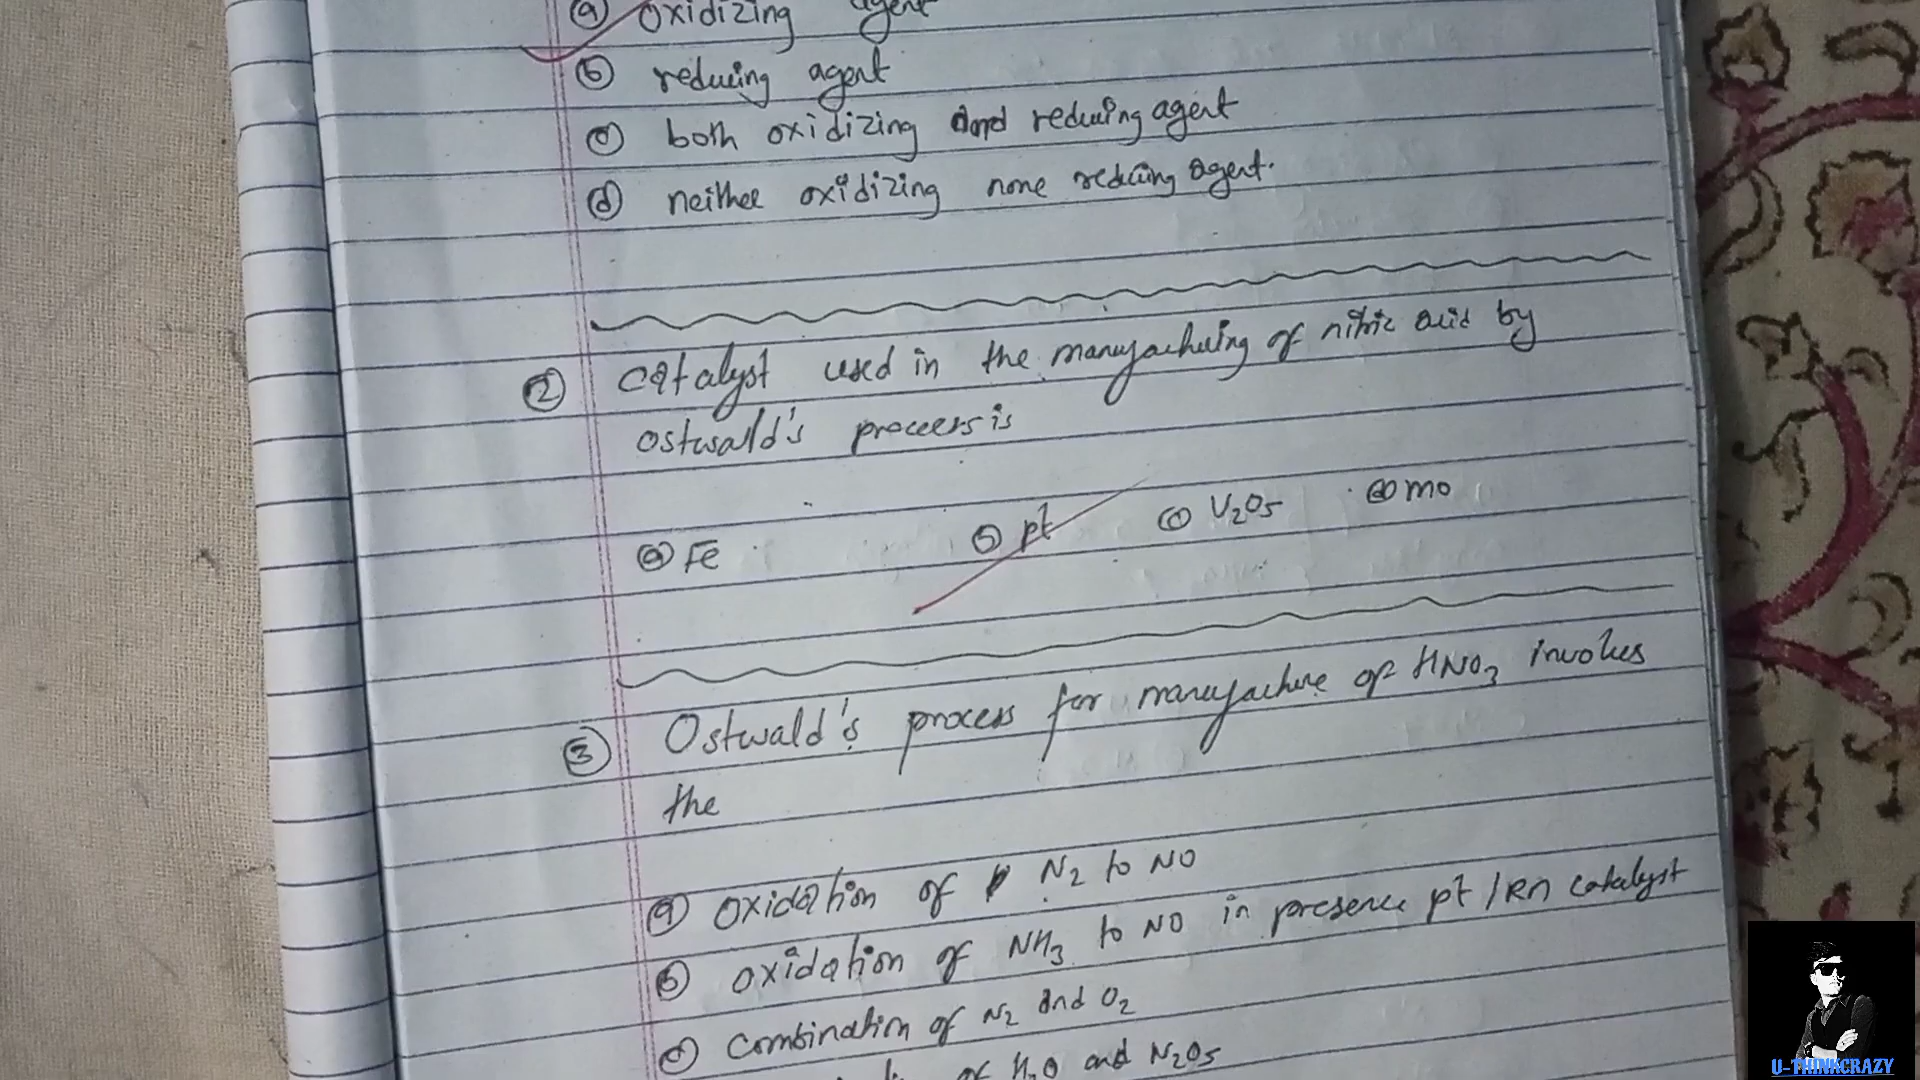 (a) oxidizing agent
(b) reducing agent
(c) both oxidizing and reducing agent
(d) neither oxidizing none reducing agent.
(2) Catalyst used in the manufacturing of nitric acid by
Ostwald's process is
(a) Fe (b) pt (c) V2O5 (d) mo
(3) Ostwald's process for manufacture of HNO3 involves
the
(a) Oxidation of N2 to NO
(b) oxidation of NH3 to NO in presence pt / Rh catalyst
(c) Combination of N2 and O2
of H2O and N2O5
U-THINKCRAZY